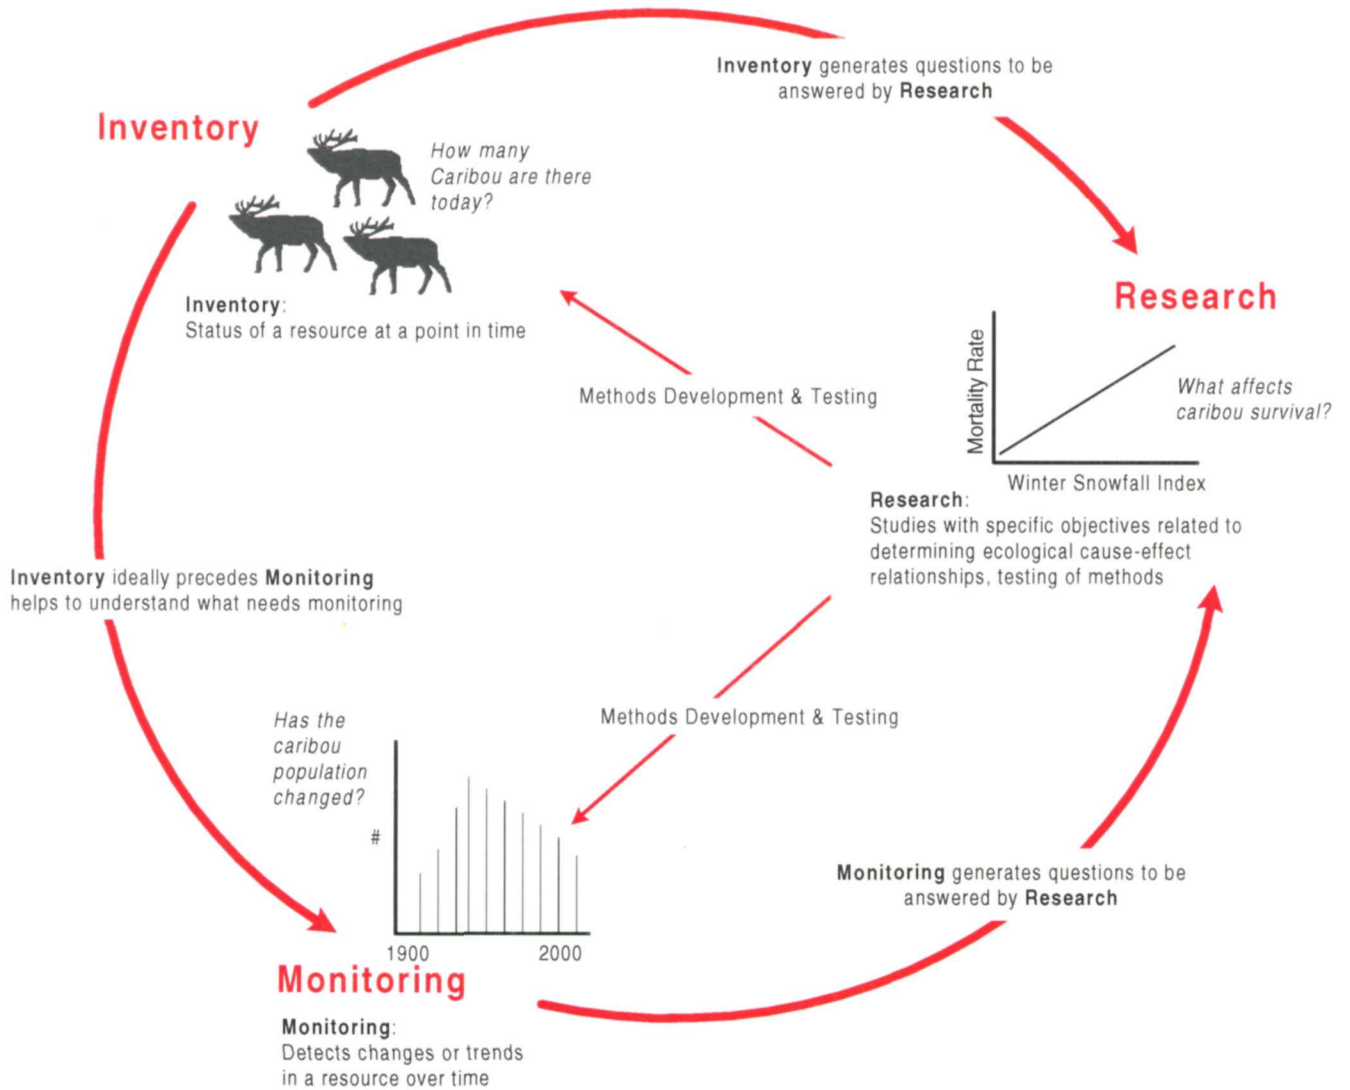 Inventory generates questions to be
answered by Research
Inventory
How many
Caribou are there
today?
Inventory:
Status of a resource at a point in time
Research
Mortality Rate
What affects
caribou survival?
Winter Snowfall Index
Methods Development & Testing
Research:
Studies with specific objectives related to
determining ecological cause-effect
relationships, testing of methods
Inventory ideally precedes Monitoring
helps to understand what needs monitoring
Methods Development & Testing
Has the
caribou
population
changed?
#
1900 2000
Monitoring generates questions to be
answered by Research
Monitoring
Monitoring:
Detects changes or trends
in a resource over time